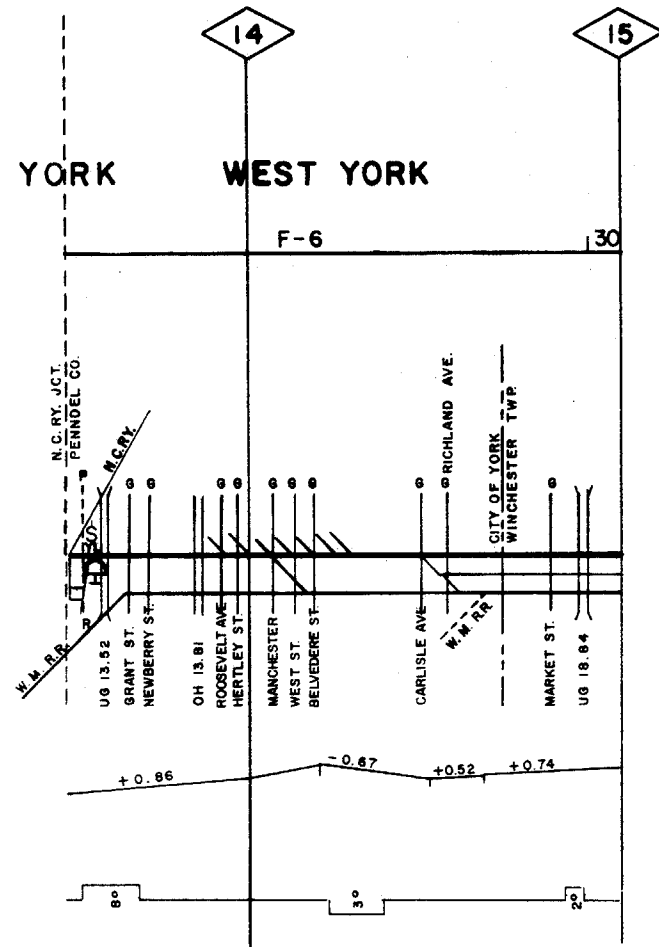 14
15
YORK
WEST YORK
F-6
30
N.C. RY. JCT.
PENNDEL CO.
N.C.RY.
RICHLAND AVE.
CITY OF YORK
WINCHESTER TWP.
G
G
G
G
G
G
G
G
G
G
R
W.M. R.R.
UG 13.52
GRANT ST.
NEWBERRY ST.
OH 13.81
ROOSEVELT AVE.
HERTLEY ST.
MANCHESTER
WEST ST.
BELVEDERE ST.
CARLISLE AVE.
W.M. R.R.
MARKET ST.
UG 18.84
+0.86
-0.67
+0.52
+0.74
8°
3°
2°